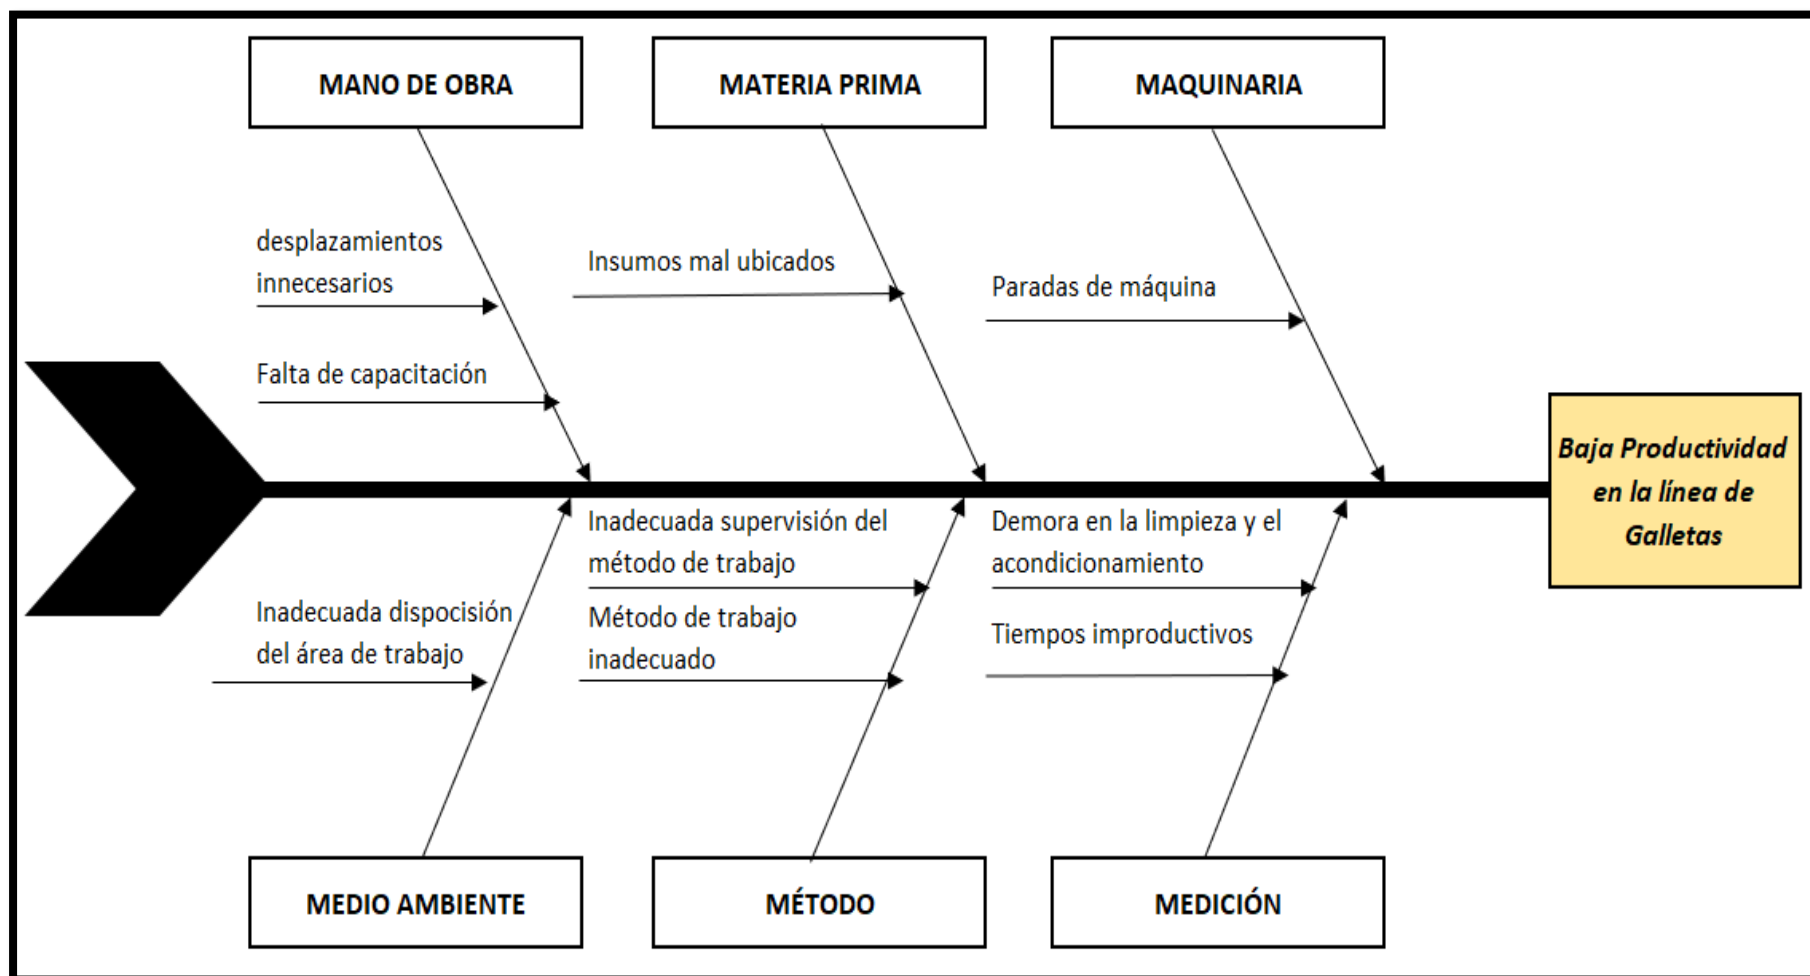 MANO DE OBRA
MATERIA PRIMA
MAQUINARIA
desplazamientos
innecesarios
Falta de capacitación
Insumos mal ubicados
Paradas de máquina
Baja Productividad
en la línea de
Galletas
Inadecuada dispocisión
del área de trabajo
Inadecuada supervisión del
método de trabajo
Método de trabajo
inadecuado
Demora en la limpieza y el
acondicionamiento
Tiempos improductivos
MEDIO AMBIENTE
MÉTODO
MEDICIÓN